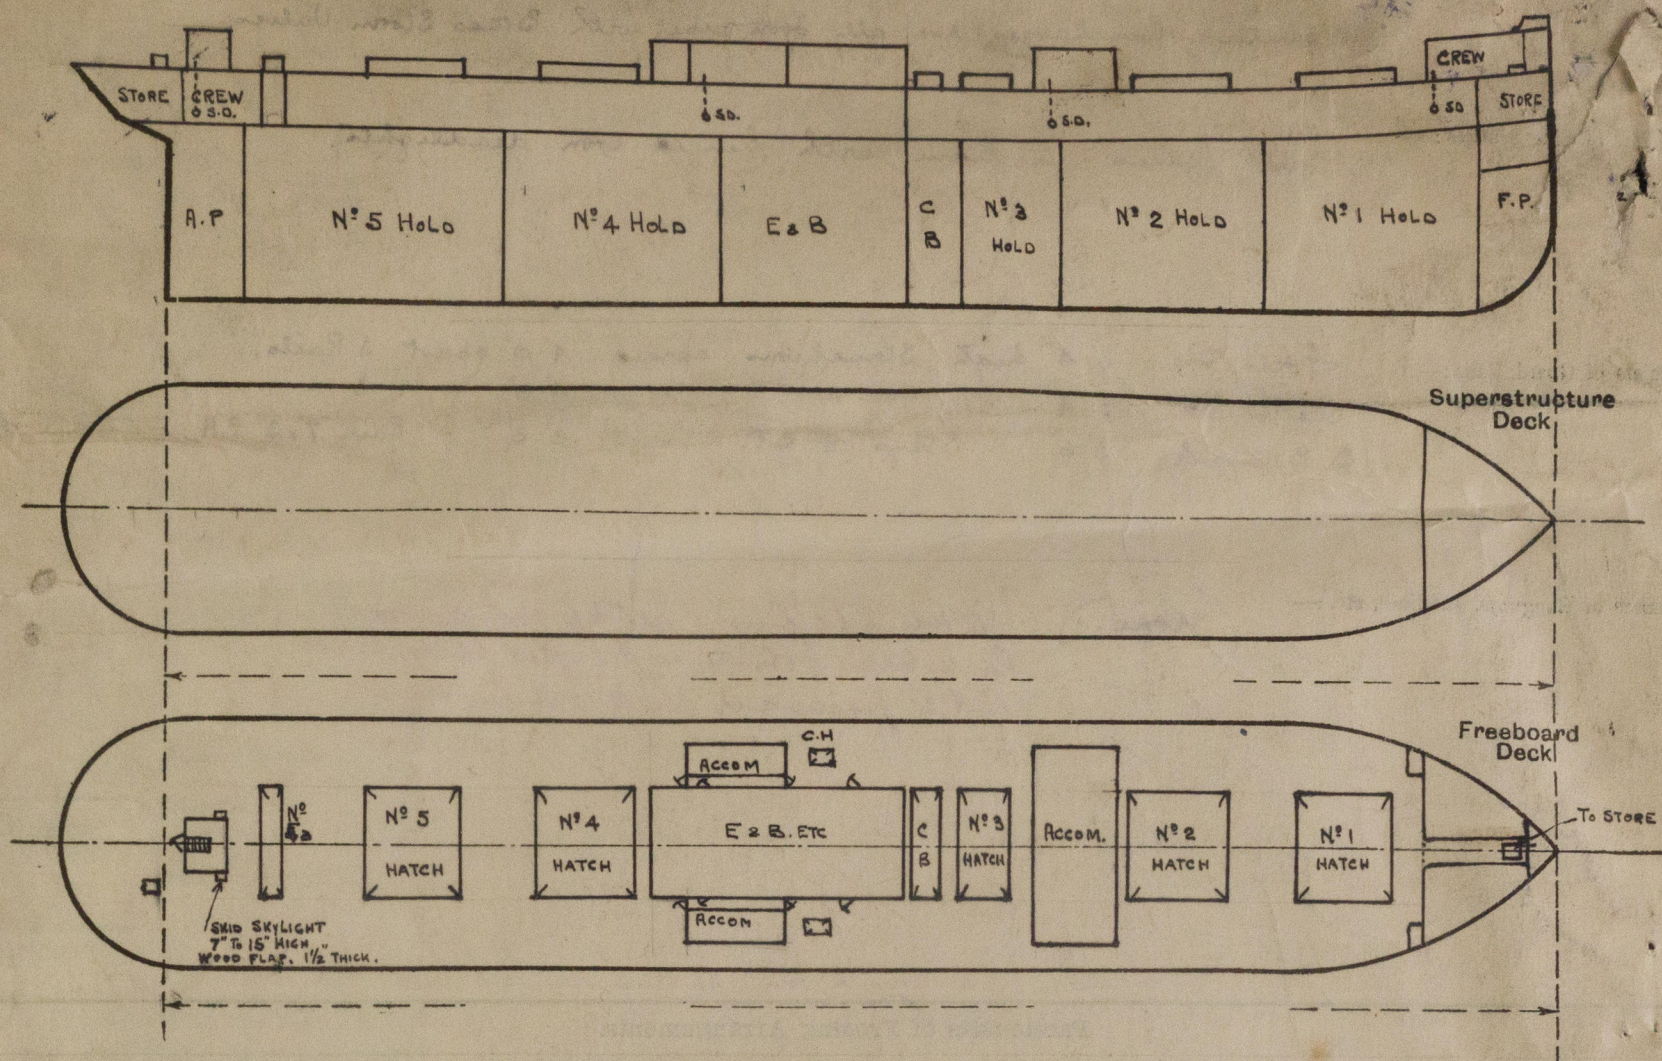 CREW
STORE CREW
S.D.
S.D.
S.D.
SD
STORE
A.P
Nº 5 HOLD
Nº 4 HOLD
E & B
C
B
Nº 3
HOLD
Nº 2 HOLD
Nº 1 HOLD
F.P.
Superstructure
Deck
Freeboard
Deck
C.H
ACCOM
TO STORE
Nº
Nº 5
HATCH
Nº 4
HATCH
E & B. ETC
C
B
Nº 3
HATCH
ACCOM.
Nº 2
HATCH
Nº 1
HATCH
ACCOM
SKID SKYLIGHT
7" To 15" HIGH
WOOD FLAP. 1½" THICK.